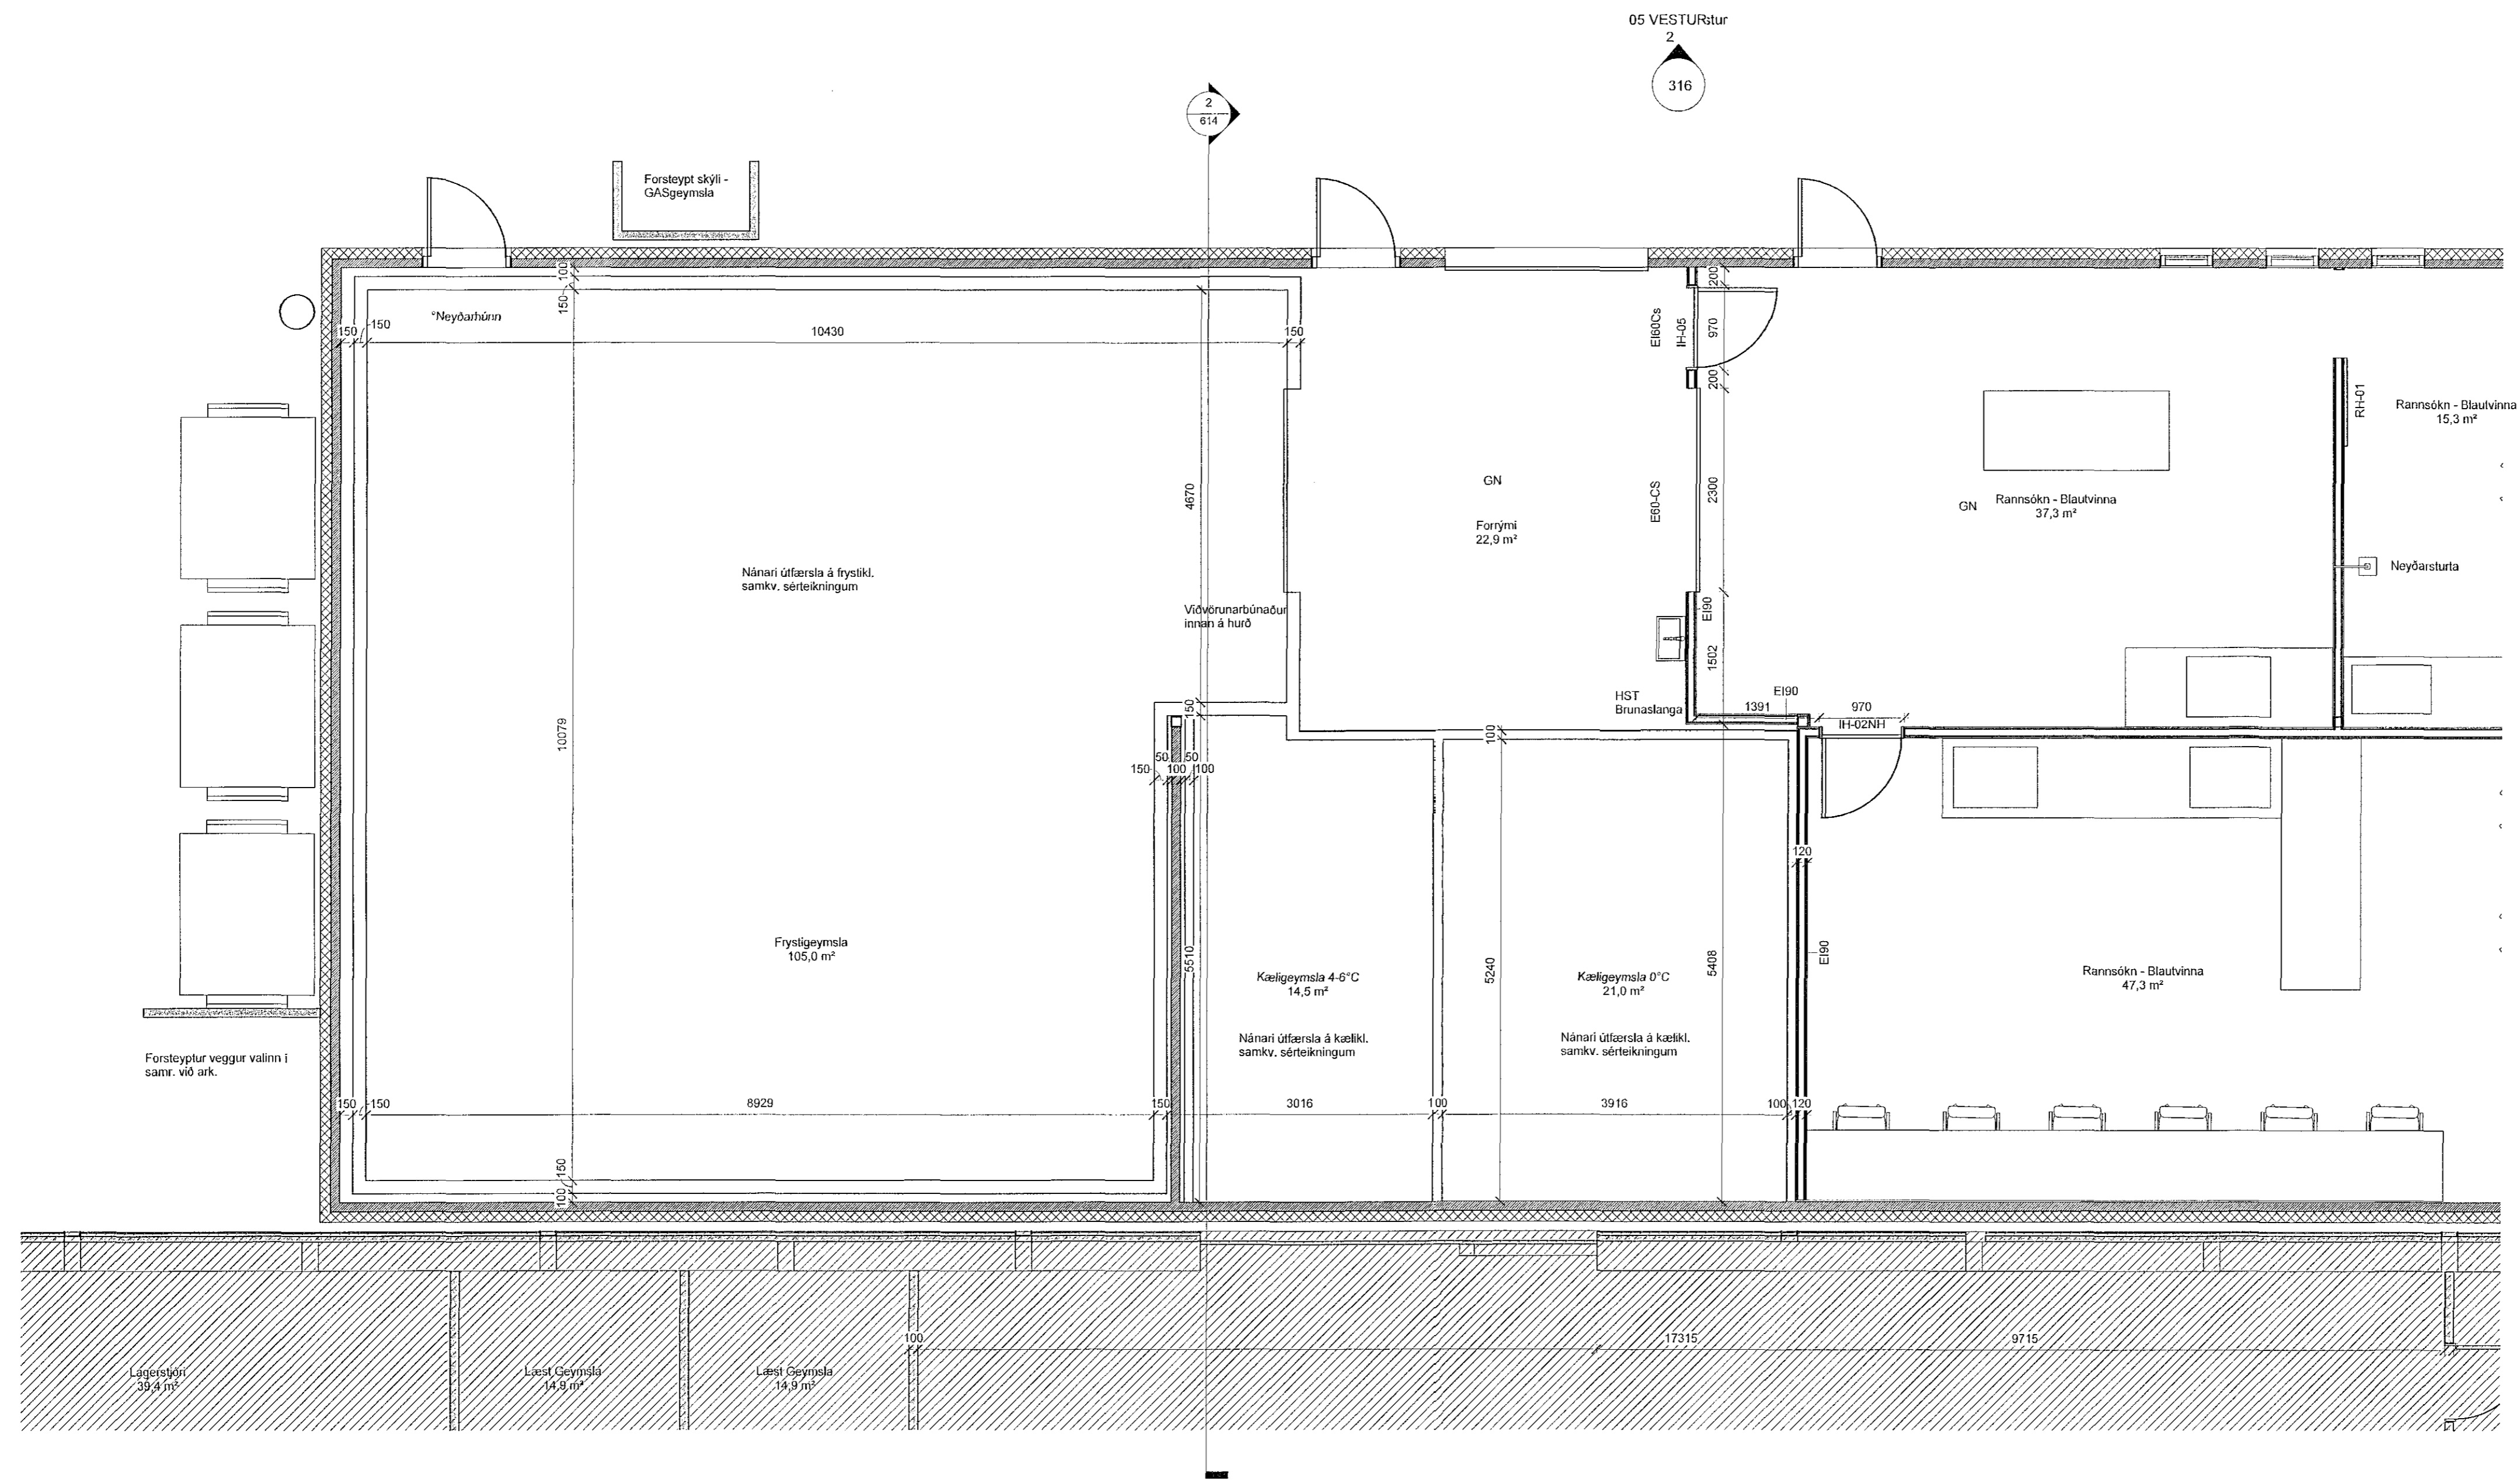 05 VESTURstur
2
316
2
614
Forsteypt skýli -
GASgeymsla
100
150
°Neyðarhúnn
150
150
10430
150
200
EI60Cs
IH-05
970
200
RH-01
Rannsókn - Blautvinna
15,3 m²
4670
GN
E60-CS
2300
Forrými
22,9 m²
GN
Rannsókn - Blautvinna
37,3 m²
Neyðarsturta
Nánari útfærsla á frystikl.
samkv. sérteikningum
Viðvörunarbúnaður
innan á hurð
EI90
1502
10079
150
HST
Brunaslanga
EI90
1391
970
IH-02NH
100
50
50
150
100
100
120
Frystigeymsla
105,0 m²
5510
Kæligeymsla 4-6°C
14,5 m²
5240
Kæligeymsla 0°C
21,0 m²
5408
EI90
Rannsókn - Blautvinna
47,3 m²
Nánari útfærsla á kælikl.
samkv. sérteikningum
Nánari útfærsla á kælikl.
samkv. sérteikningum
Forsteyptur veggur valinn í
samr. við ark.
150
150
8929
150
3016
100
3916
100
120
150
100
100
17315
9715
Lagerstjóri
39,4 m²
Læst Geymsla
14,9 m²
Læst Geymsla
14,9 m²